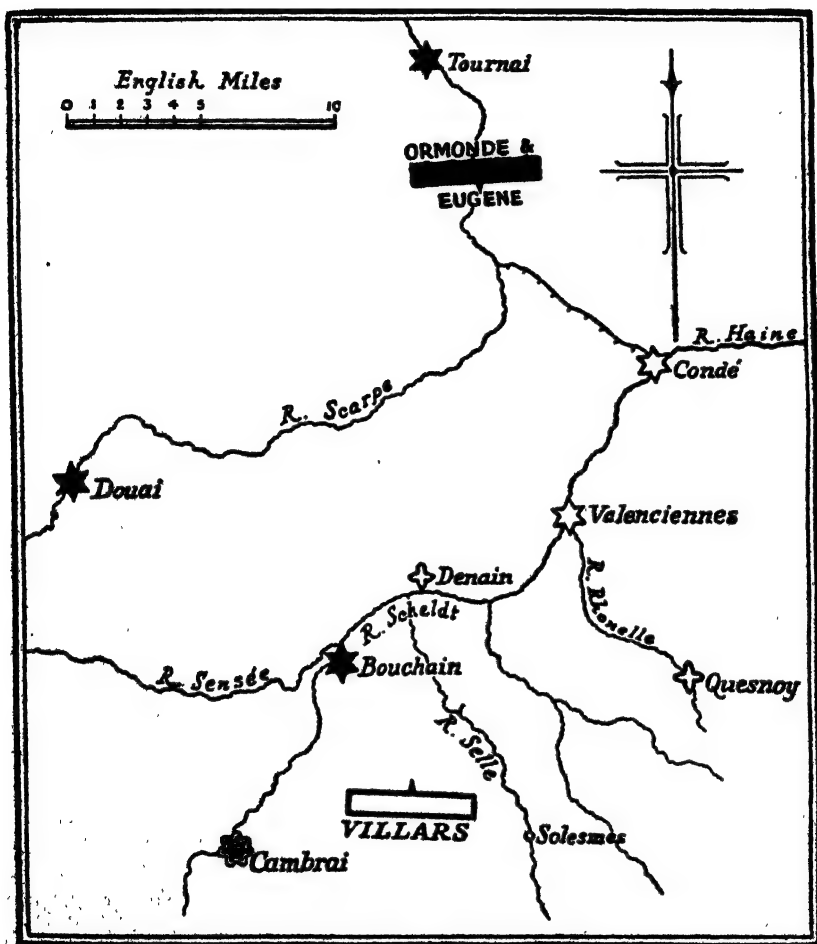 Tournai
English Miles
0 1 2 3 4 5 10
ORMONDE &
EUGENE
R. Haine
Condé
R. Scarpe
Douai
Valenciennes
Denain
R. Scheldt
R. Rhonelle
Bouchain
R. Sensée
Quesnoy
R. Selle
VILLARS
Solesmes
Cambrai